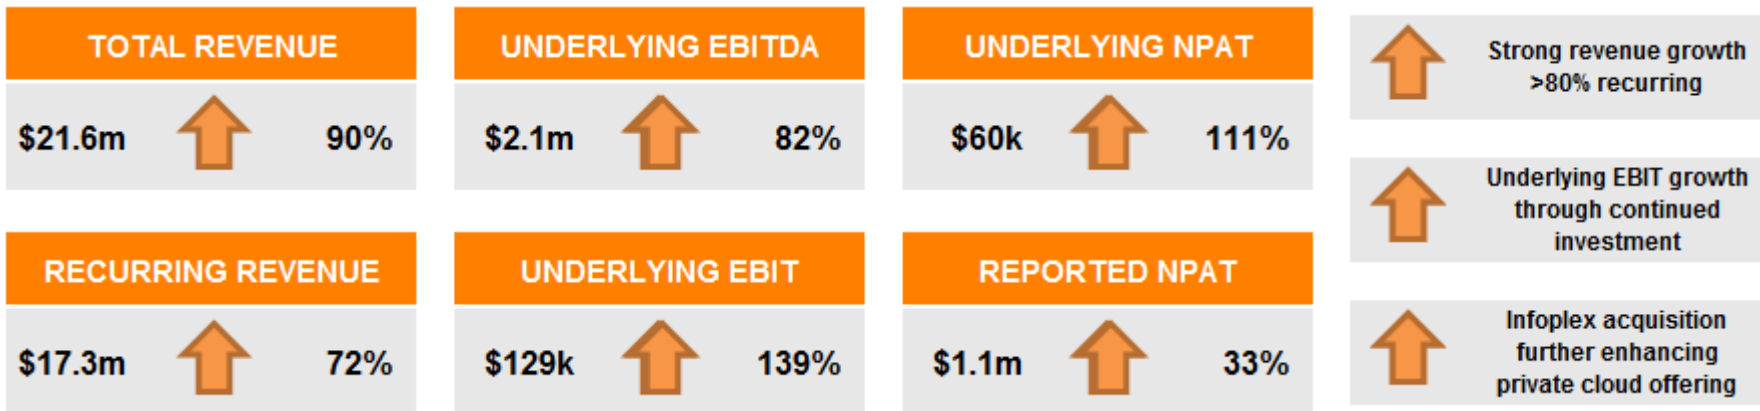 TOTAL REVENUE
$21.6m 90%
UNDERLYING EBITDA
$2.1m 82%
UNDERLYING NPAT
$60k 111%
Strong revenue growth
>80% recurring
RECURRING REVENUE
$17.3m 72%
UNDERLYING EBIT
$129k 139%
REPORTED NPAT
$1.1m 33%
Underlying EBIT growth
through continued
investment
Infoplex acquisition
further enhancing
private cloud offering